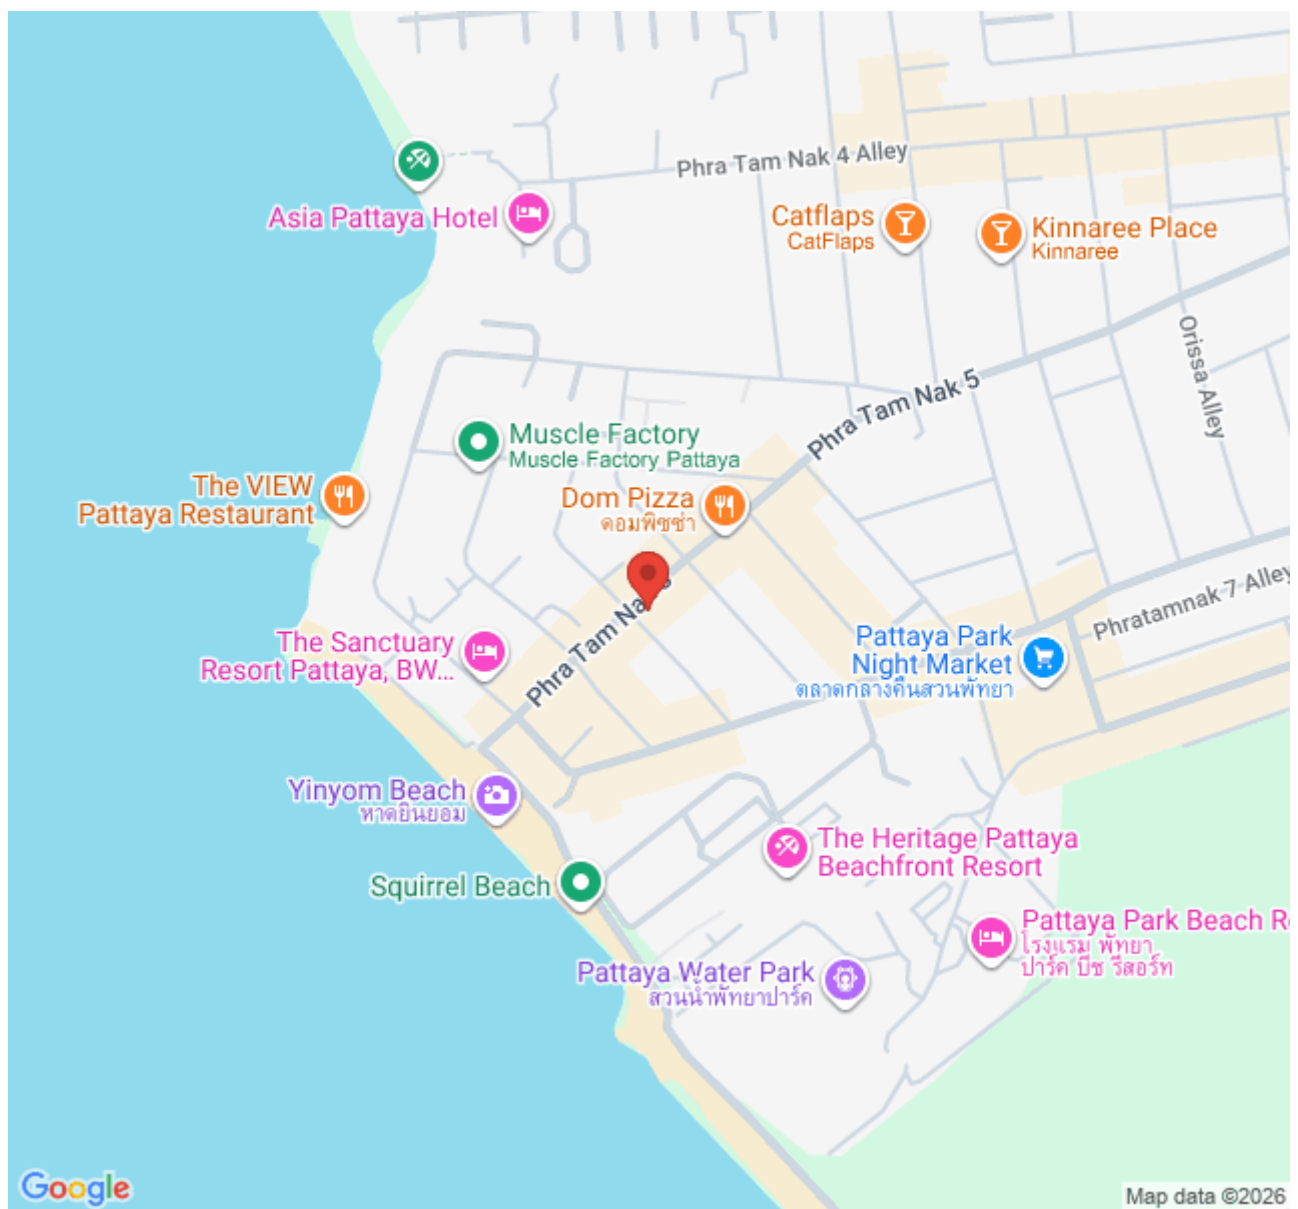 Phra Tam Nak 4 Alley
Asia Pattaya Hotel
Catflaps
CatFlaps
Kinnaree Place
Kinnaree
Orissa Alley
Phra Tam Nak 5
Muscle Factory
Muscle Factory Pattaya
The VIEW
Pattaya Restaurant
Dom Pizza
ดอมพิซซ่า
Phratamnak 7 Alley
Phra Tam Nak 5
The Sanctuary
Resort Pattaya, BW...
Pattaya Park
Night Market
ตลาดกลางคืนสวนพัทยา
Yinyom Beach
หาดยินยอม
The Heritage Pattaya
Beachfront Resort
Squirrel Beach
Pattaya Park Beach R
โรงแรม พัทยา
ปาร์ค บีช รีสอร์ท
Pattaya Water Park
สวนน้ำพัทยาปาร์ค
Google
Map data ©2026